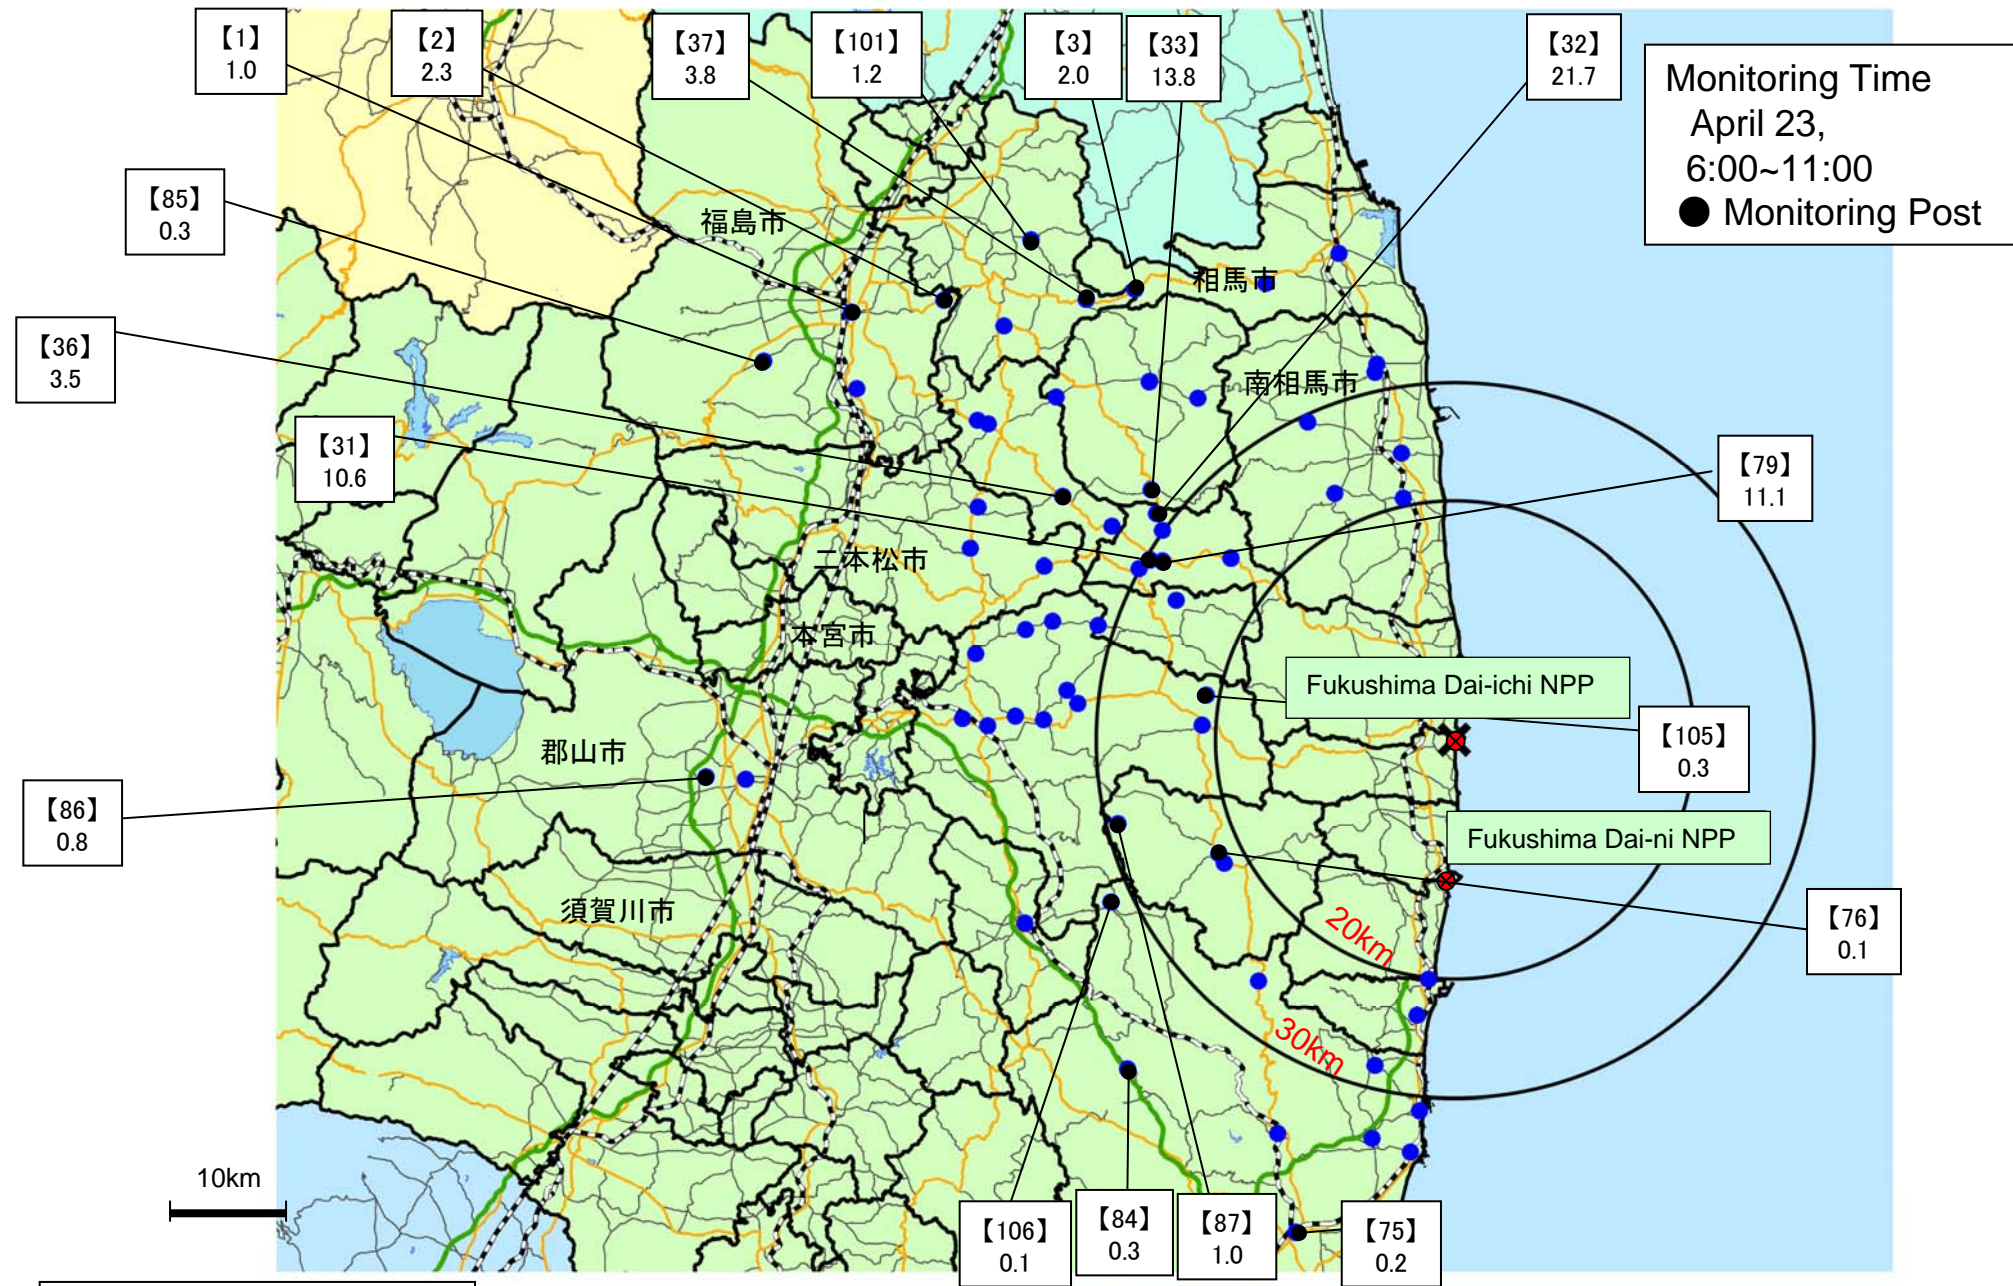 【1】
1.0
【2】
2.3
【37】
3.8
【101】
1.2
【3】
2.0
【33】
13.8
【32】
21.7
Monitoring Time
April 23,
6:00~11:00
● Monitoring Post
【85】
0.3
福島市
相馬市
【36】
3.5
南相馬市
【31】
10.6
【79】
11.1
二本松市
本宮市
Fukushima Dai-ichi NPP
【105】
0.3
郡山市
【86】
0.8
Fukushima Dai-ni NPP
須賀川市
20km
【76】
0.1
30km
10km
【106】
0.1
【84】
0.3
【87】
1.0
【75】
0.2